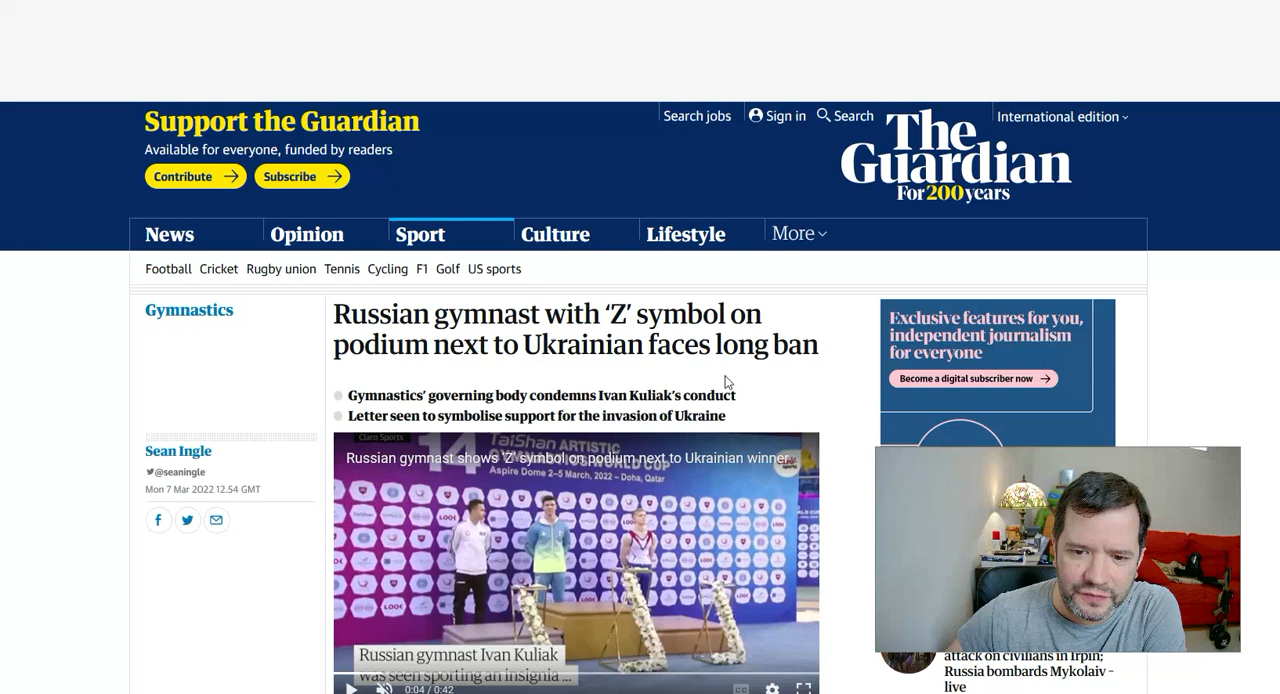 Support the Guardian
Available for everyone, funded by readers
Contribute
Subscribe
Search jobs
Sign in
Search
International edition
The
Guardian
For 200 years
News
Opinion
Sport
Culture
Lifestyle
More
Football
Cricket
Rugby union
Tennis
Cycling
F1
Golf
US sports
Gymnastics
Russian gymnast with ‘Z’ symbol on
podium next to Ukrainian faces long ban
Gymnastics’ governing body condemns Ivan Kuliak’s conduct
Letter seen to symbolise support for the invasion of Ukraine
Sean Ingle
@seaningle
Mon 7 Mar 2022 12.54 GMT
Claro Sports
14
TaiShan ARTISTIC
Russian gymnast shows 'Z' symbol on podium next to Ukrainian winner
Aspire Dome 2-5 March, 2022 - Doha, Qatar
Russian gymnast Ivan Kuliak
was seen sporting an insignia ...
0:04 / 0:42
Exclusive features for you,
independent journalism
for everyone
Become a digital subscriber now
attack on civilians in Irpin;
Russia bombards Mykolaiv –
live